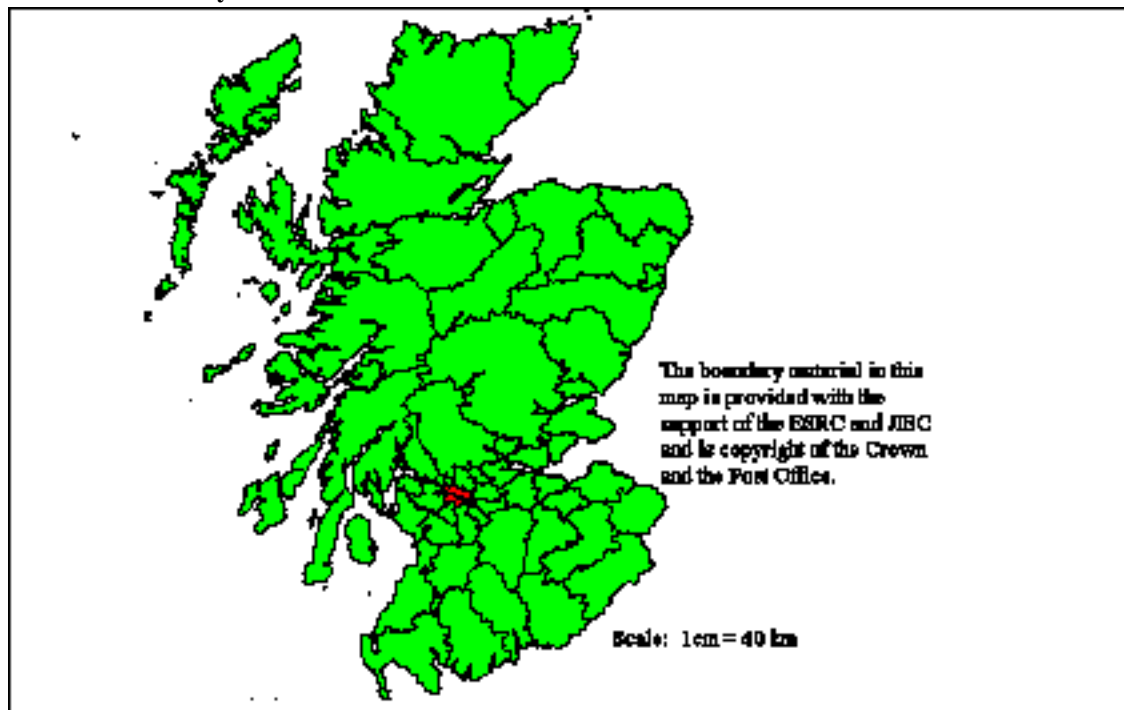 The boundary material in this
map is provided with the
support of the ESRC and JISC
and is copyright of the Crown
and the Post Office.
Scale: 1cm = 40 km